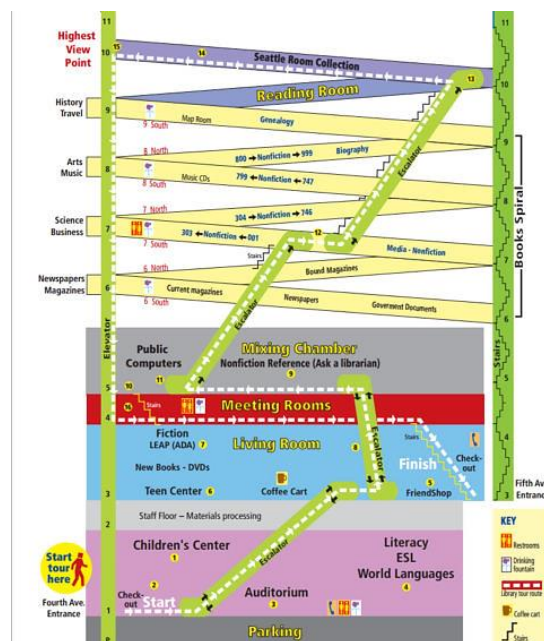 11
11
Highest
View
Point
15
10
14
Seattle Room Collection
13
10
Reading Room
History
Travel
9
9 South
Map Room
Genealogy
9
8 North
800 → Nonfiction → 999
Biography
Arts
Music
8
8 South
Music CDs
799 ← Nonfiction ← 747
Escalator
8
7 North
304 → Nonfiction → 746
Science
Business
7
303 ← Nonfiction ← 001
12
7 South
Stairs
Media - Nonfiction
7
Books Spiral
6 North
Bound Magazines
Newspapers
Magazines
6
Current magazines
Newspapers
Goverment Documents
6 South
6
Escalator
Elevator
Stairs
Public
Computers
Mixing Chamber
Nonfiction Reference (Ask a librarian)
11
9
5
5
10
Stairs
16
Meeting Rooms
4
4
Fiction
LEAP (ADA)
7
Living Room
8
Escalator
Stairs
Check-
out
New Books - DVDs
Finish
Teen Center
6
Coffee Cart
5
FriendShop
3
3
Fifth Av
Entrance
Staff Floor – Materials processing
2
Children's Center
1
Escalator
Literacy
ESL
World Languages
4
Start
tour
here
Fourth Ave.
Entrance
2
Check-
out
Start
Auditorium
3
1
Parking
KEY
Restrooms
Drinking
fountain
Library tour route
Coffee cart
Stairs